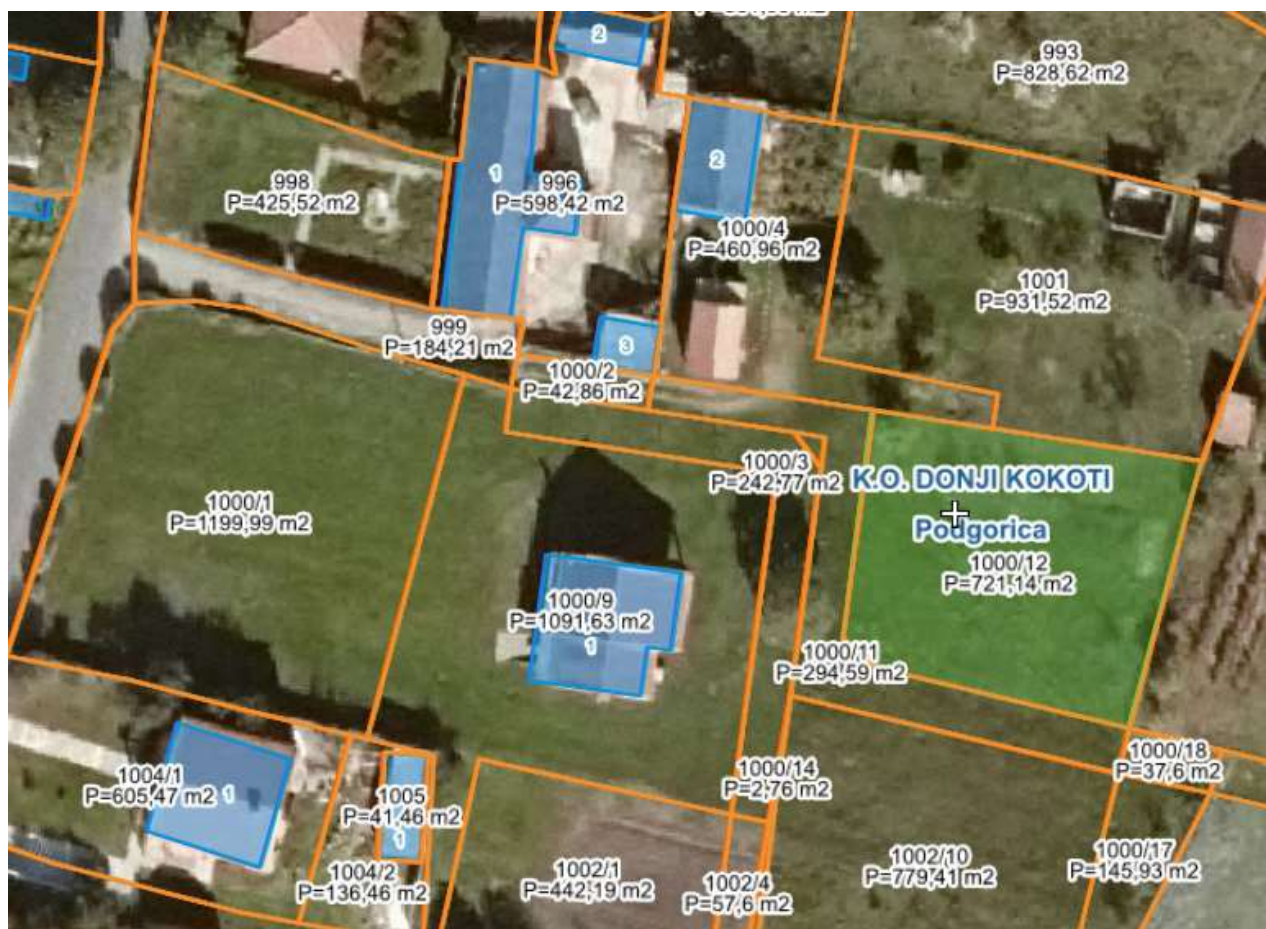 2
993
P=828,62 m2
1
998
P=425,52 m2
996
P=598,42 m2
2
1000/4
P=460,96 m2
1001
P=931,52 m2
999
P=184,21 m2
3
1000/2
P=42,86 m2
1000/3
P=242,77 m2
K.O. DONJI KOKOTI
Podgorica
1000/1
P=1199,99 m2
1000/12
P=721,14 m2
1000/9
P=1091,63 m2
1
1000/11
P=294,59 m2
1000/18
P=37,6 m2
1000/14
P=2,76 m2
1004/1
P=605,47 m2
1
1005
P=41,46 m2
1
1004/2
P=136,46 m2
1002/1
P=442,19 m2
1002/4
P=57,6 m2
1002/10
P=779,41 m2
1000/17
P=145,93 m2